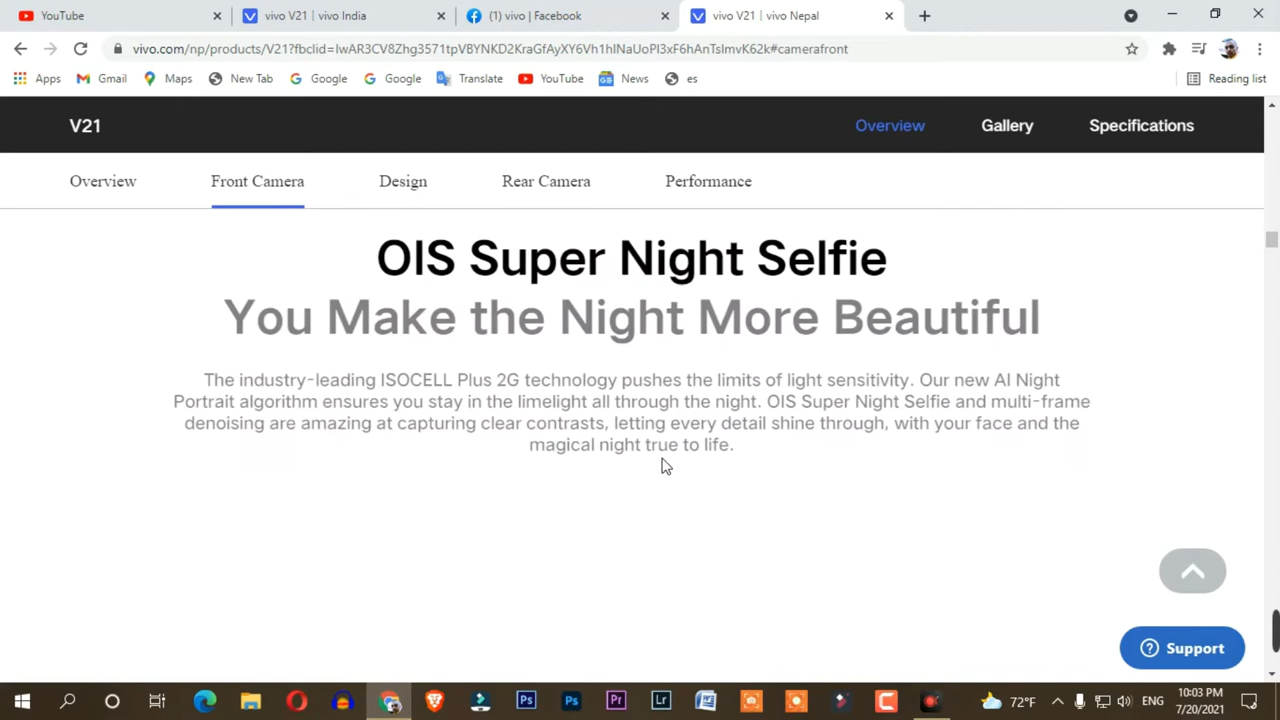 YouTube
vivo V21 | vivo India
(1) vivo | Facebook
vivo V21 | vivo Nepal
vivo.com/np/products/V21?fbclid=IwAR3CV8Zhg3571tpVBYNKD2KraGfAyXY6Vh1hINaUoPl3xF6hAnTsImvK62k#camerafront
Apps
Gmail
Maps
New Tab
Google
Google
Translate
YouTube
News
es
Reading list
V21
Overview
Gallery
Specifications
Overview
Front Camera
Design
Rear Camera
Performance
OIS Super Night Selfie
You Make the Night More Beautiful
The industry-leading ISOCELL Plus 2G technology pushes the limits of light sensitivity. Our new AI Night
Portrait algorithm ensures you stay in the limelight all through the night. OIS Super Night Selfie and multi-frame
denoising are amazing at capturing clear contrasts, letting every detail shine through, with your face and the
magical night true to life.
Support
72°F
ENG
10:03 PM
7/20/2021